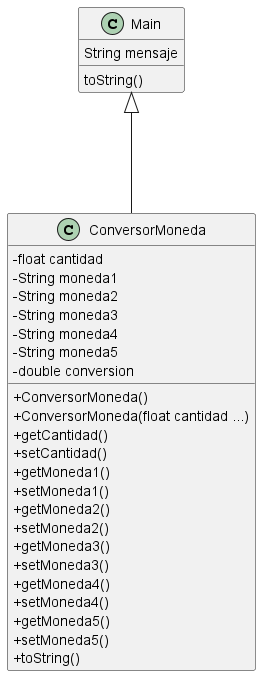 C Main
String mensaje
toString()
C ConversorMoneda
-float cantidad
-String moneda1
-String moneda2
-String moneda3
-String moneda4
-String moneda5
-double conversion
+ConversorMoneda()
+ConversorMoneda(float cantidad ...)
+getCantidad()
+setCantidad()
+getMoneda1()
+setMoneda1()
+getMoneda2()
+setMoneda2()
+getMoneda3()
+setMoneda3()
+getMoneda4()
+setMoneda4()
+getMoneda5()
+setMoneda5()
+toString()